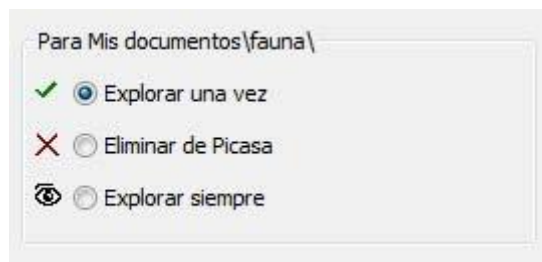 Para Mis documentos\fauna\
Explorar una vez
Eliminar de Picasa
Explorar siempre